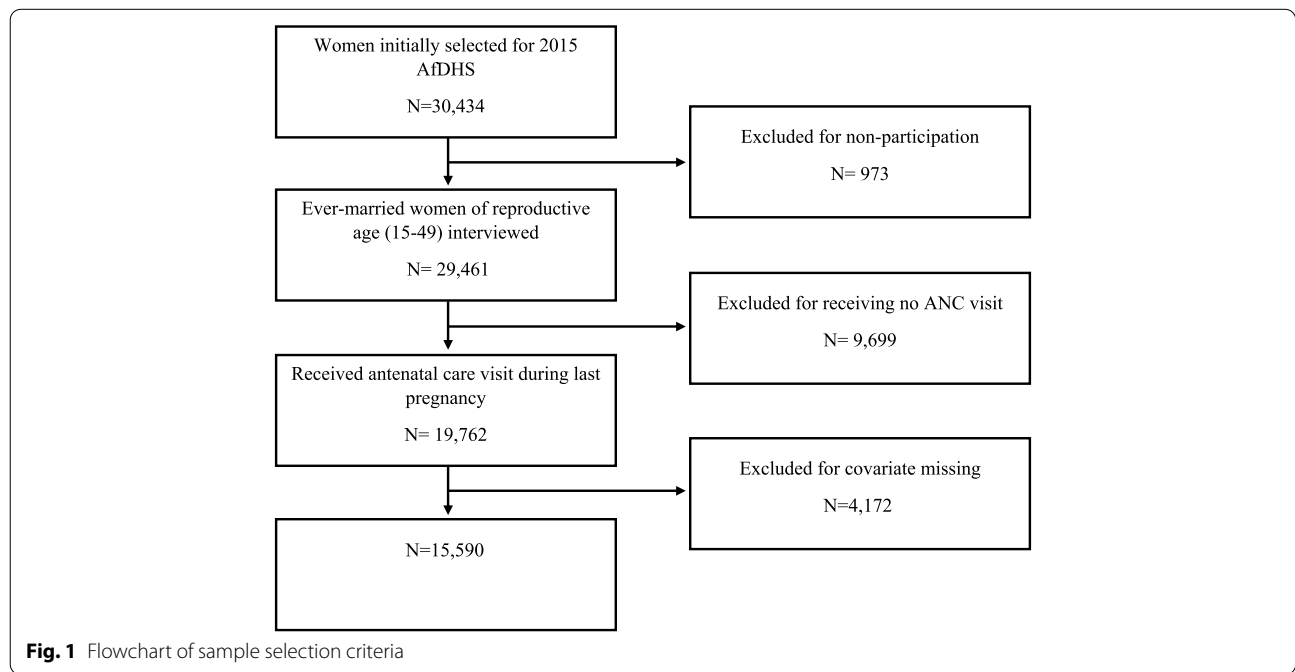 Women initially selected for 2015
AfDHS
N=30,434
Excluded for non-participation
N= 973
Ever-married women of reproductive
age (15-49) interviewed
N= 29,461
Excluded for receiving no ANC visit
N= 9,699
Received antenatal care visit during last
pregnancy
N= 19,762
Excluded for covariate missing
N=4,172
N=15,590
Fig. 1 Flowchart of sample selection criteria